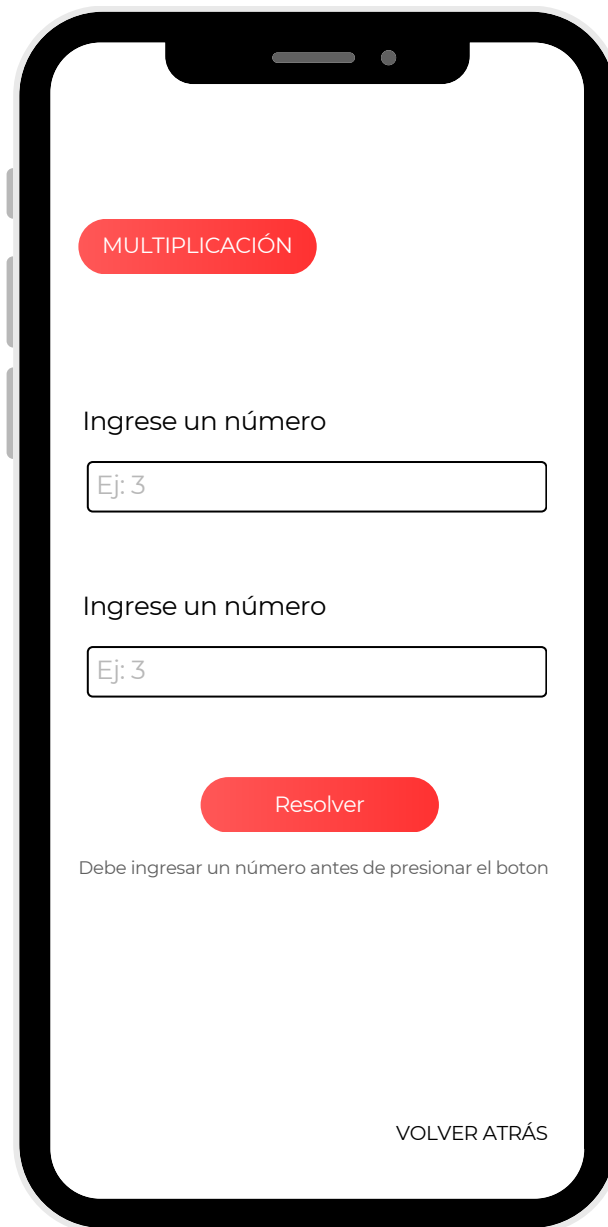 MULTIPLICACIÓN
Ingrese un número
Ej: 3
Ingrese un número
Ej: 3
Resolver
Debe ingresar un número antes de presionar el boton
VOLVER ATRÁS